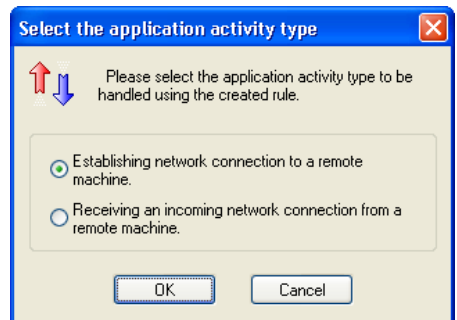 Select the application activity type
Please select the application activity type to be
handled using the created rule.
Establishing network connection to a remote
machine.
Receiving an incoming network connection from a
remote machine.
OK
Cancel